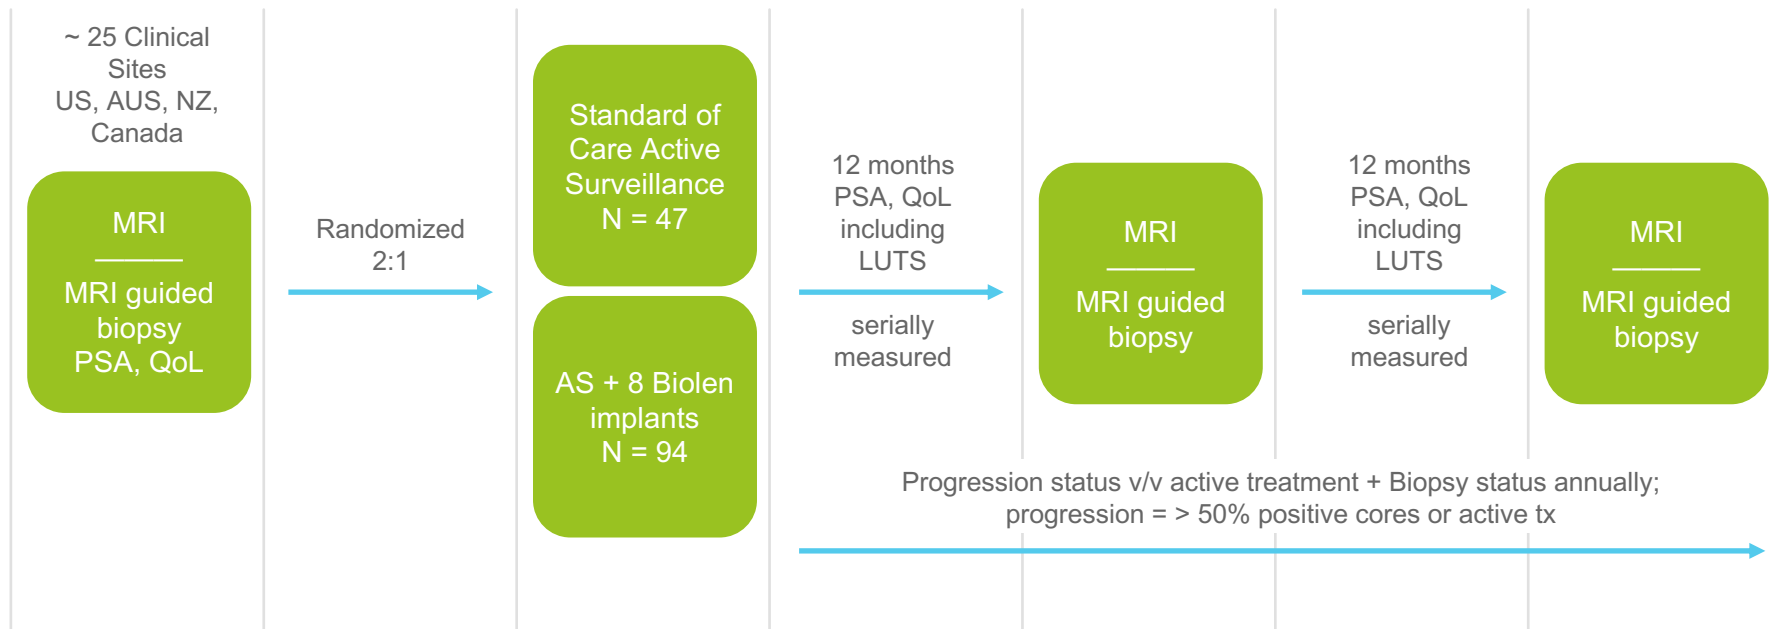 ~ 25 Clinical
Sites
US, AUS, NZ,
Canada
MRI
MRI guided
biopsy
PSA, QoL
Randomized
2:1
Standard of
Care Active
Surveillance
N = 47
AS + 8 Biolen
implants
N = 94
12 months
PSA, QoL
including
LUTS
serially
measured
MRI
MRI guided
biopsy
12 months
PSA, QoL
including
LUTS
serially
measured
MRI
MRI guided
biopsy
Progression status v/v active treatment + Biopsy status annually;
progression = > 50% positive cores or active tx